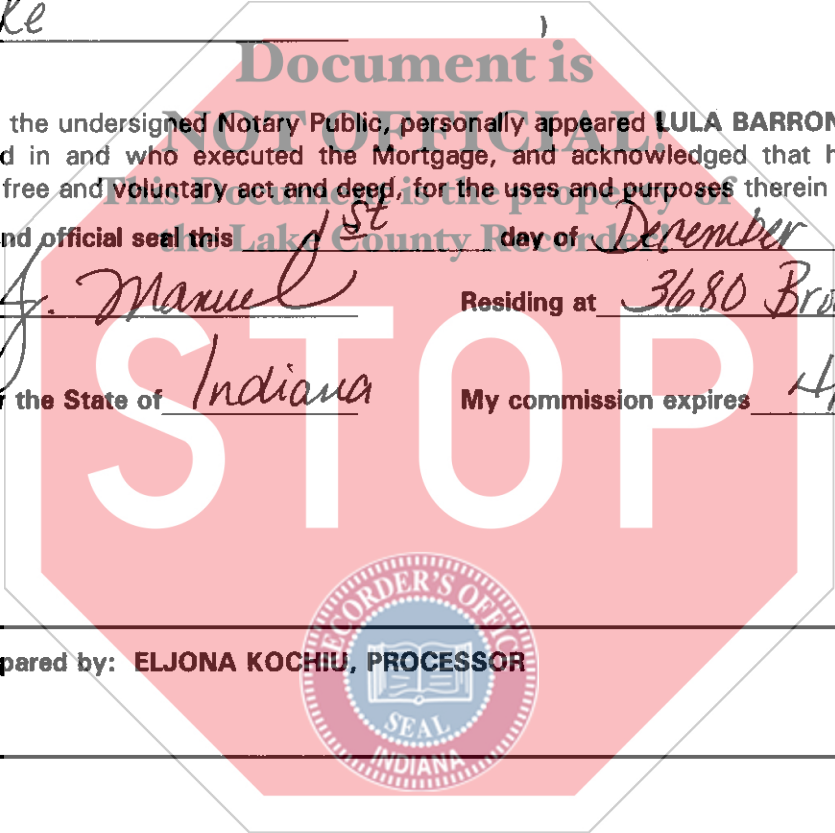 ke )
Document is
NOT OFFICIAL!
the undersigned Notary Public, personally appeared LULA BARRON
d in and who executed the Mortgage, and acknowledged that h
free and voluntary act and deed, for the uses and purposes therein
This Document is the property of
the Lake County Recorder!
nd official seal this 1st day of December
J. Manuel Residing at 3680 Bro
r the State of Indiana My commission expires 4/
STOP
RECORDER'S OFFICE
pared by: ELJONA KOCHIU, PROCESSOR
SEAL
INDIANA